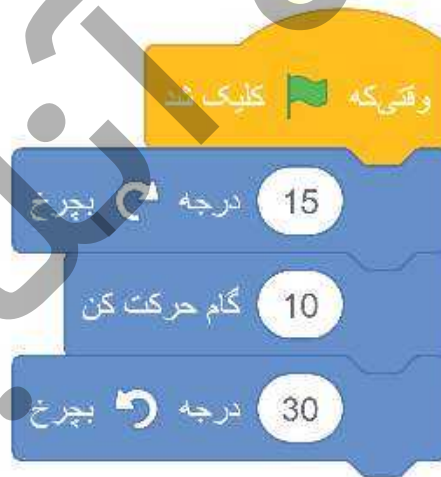 وقتی‌که کلیک شد
15 درجه بچرخ
10 گام حرکت کن
30 درجه بچرخ